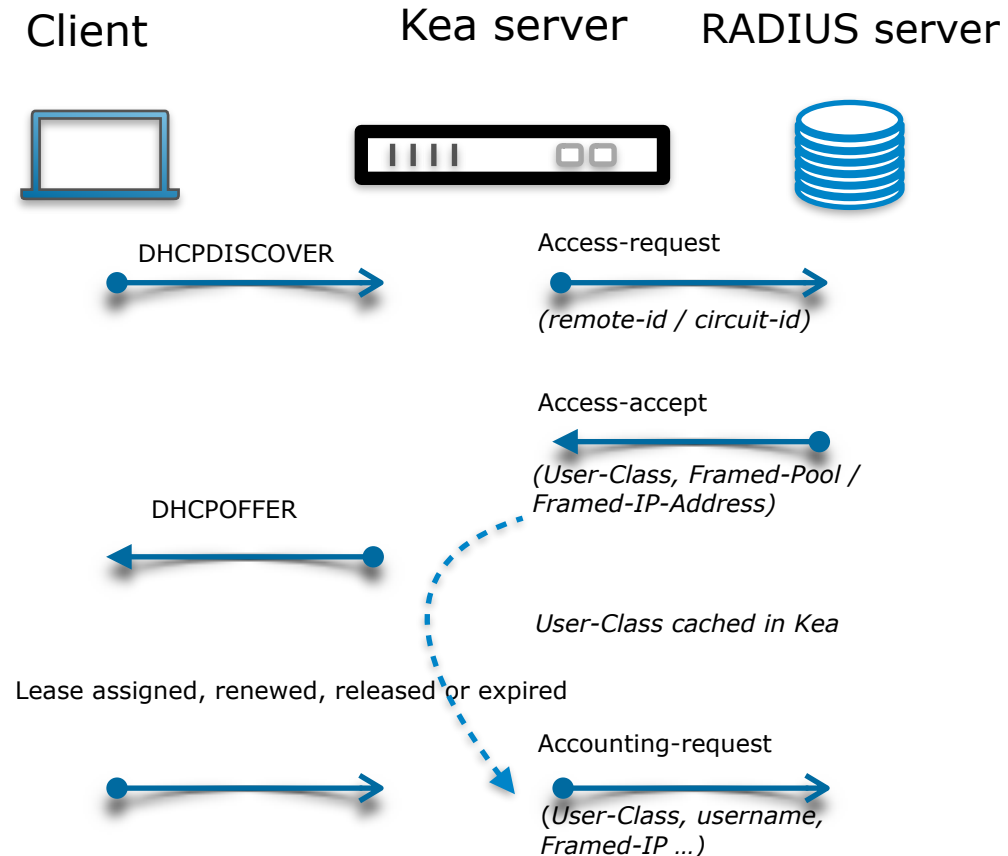 Client
Kea server
RADIUS server
DHCPDISCOVER
Access-request
(remote-id / circuit-id)
Access-accept
(User-Class, Framed-Pool /
Framed-IP-Address)
DHCPOFFER
User-Class cached in Kea
Lease assigned, renewed, released or expired
Accounting-request
(User-Class, username,
Framed-IP ...)